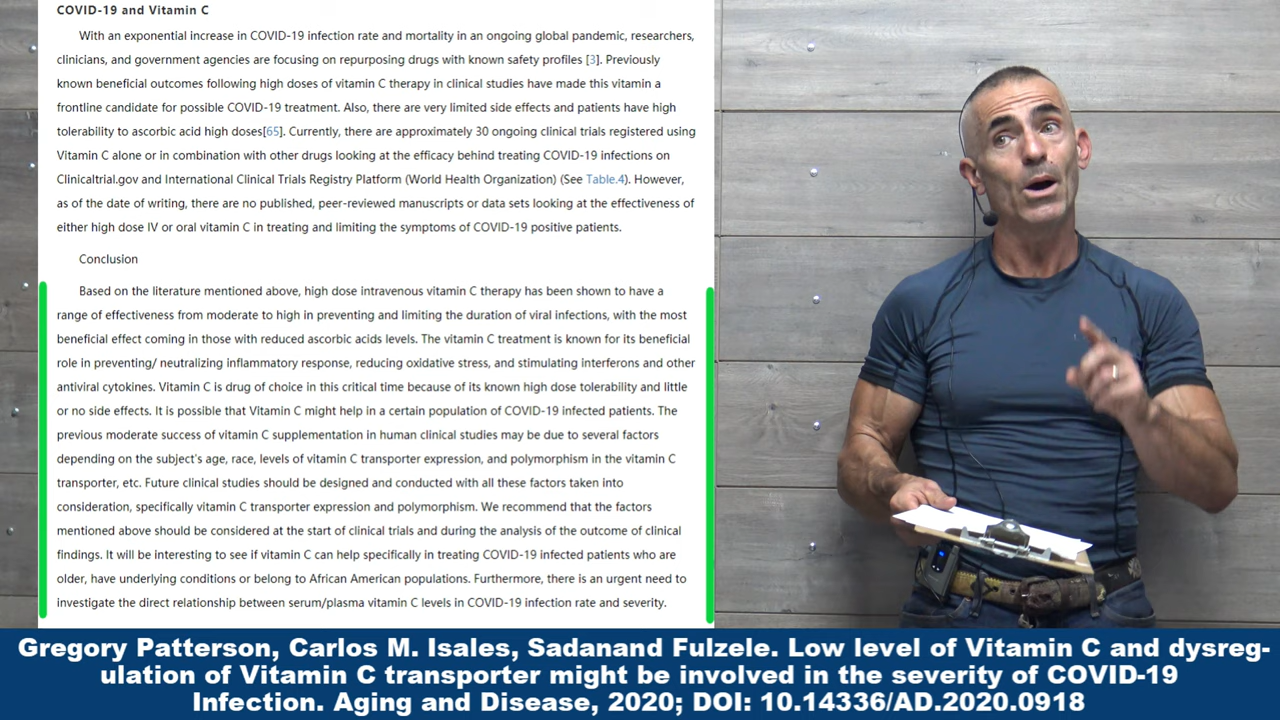 COVID-19 and Vitamin C
With an exponential increase in COVID-19 infection rate and mortality in an ongoing global pandemic, researchers,
clinicians, and government agencies are focusing on repurposing drugs with known safety profiles [3]. Previously
known beneficial outcomes following high doses of vitamin C therapy in clinical studies have made this vitamin a
frontline candidate for possible COVID-19 treatment. Also, there are very limited side effects and patients have high
tolerability to ascorbic acid high doses[65]. Currently, there are approximately 30 ongoing clinical trials registered using
Vitamin C alone or in combination with other drugs looking at the efficacy behind treating COVID-19 infections on
Clinicaltrial.gov and International Clinical Trials Registry Platform (World Health Organization) (See Table.4). However,
as of the date of writing, there are no published, peer-reviewed manuscripts or data sets looking at the effectiveness of
either high dose IV or oral vitamin C in treating and limiting the symptoms of COVID-19 positive patients.
Conclusion
Based on the literature mentioned above, high dose intravenous vitamin C therapy has been shown to have a
range of effectiveness from moderate to high in preventing and limiting the duration of viral infections, with the most
beneficial effect coming in those with reduced ascorbic acids levels. The vitamin C treatment is known for its beneficial
role in preventing/ neutralizing inflammatory response, reducing oxidative stress, and stimulating interferons and other
antiviral cytokines. Vitamin C is drug of choice in this critical time because of its known high dose tolerability and little
or no side effects. It is possible that Vitamin C might help in a certain population of COVID-19 infected patients. The
previous moderate success of vitamin C supplementation in human clinical studies may be due to several factors
depending on the subject's age, race, levels of vitamin C transporter expression, and polymorphism in the vitamin C
transporter, etc. Future clinical studies should be designed and conducted with all these factors taken into
consideration, specifically vitamin C transporter expression and polymorphism. We recommend that the factors
mentioned above should be considered at the start of clinical trials and during the analysis of the outcome of clinical
findings. It will be interesting to see if vitamin C can help specifically in treating COVID-19 infected patients who are
older, have underlying conditions or belong to African American populations. Furthermore, there is an urgent need to
investigate the direct relationship between serum/plasma vitamin C levels in COVID-19 infection rate and severity.
Gregory Patterson, Carlos M. Isales, Sadanand Fulzele. Low level of Vitamin C and dysreg-
ulation of Vitamin C transporter might be involved in the severity of COVID-19
Infection. Aging and Disease, 2020; DOI: 10.14336/AD.2020.0918